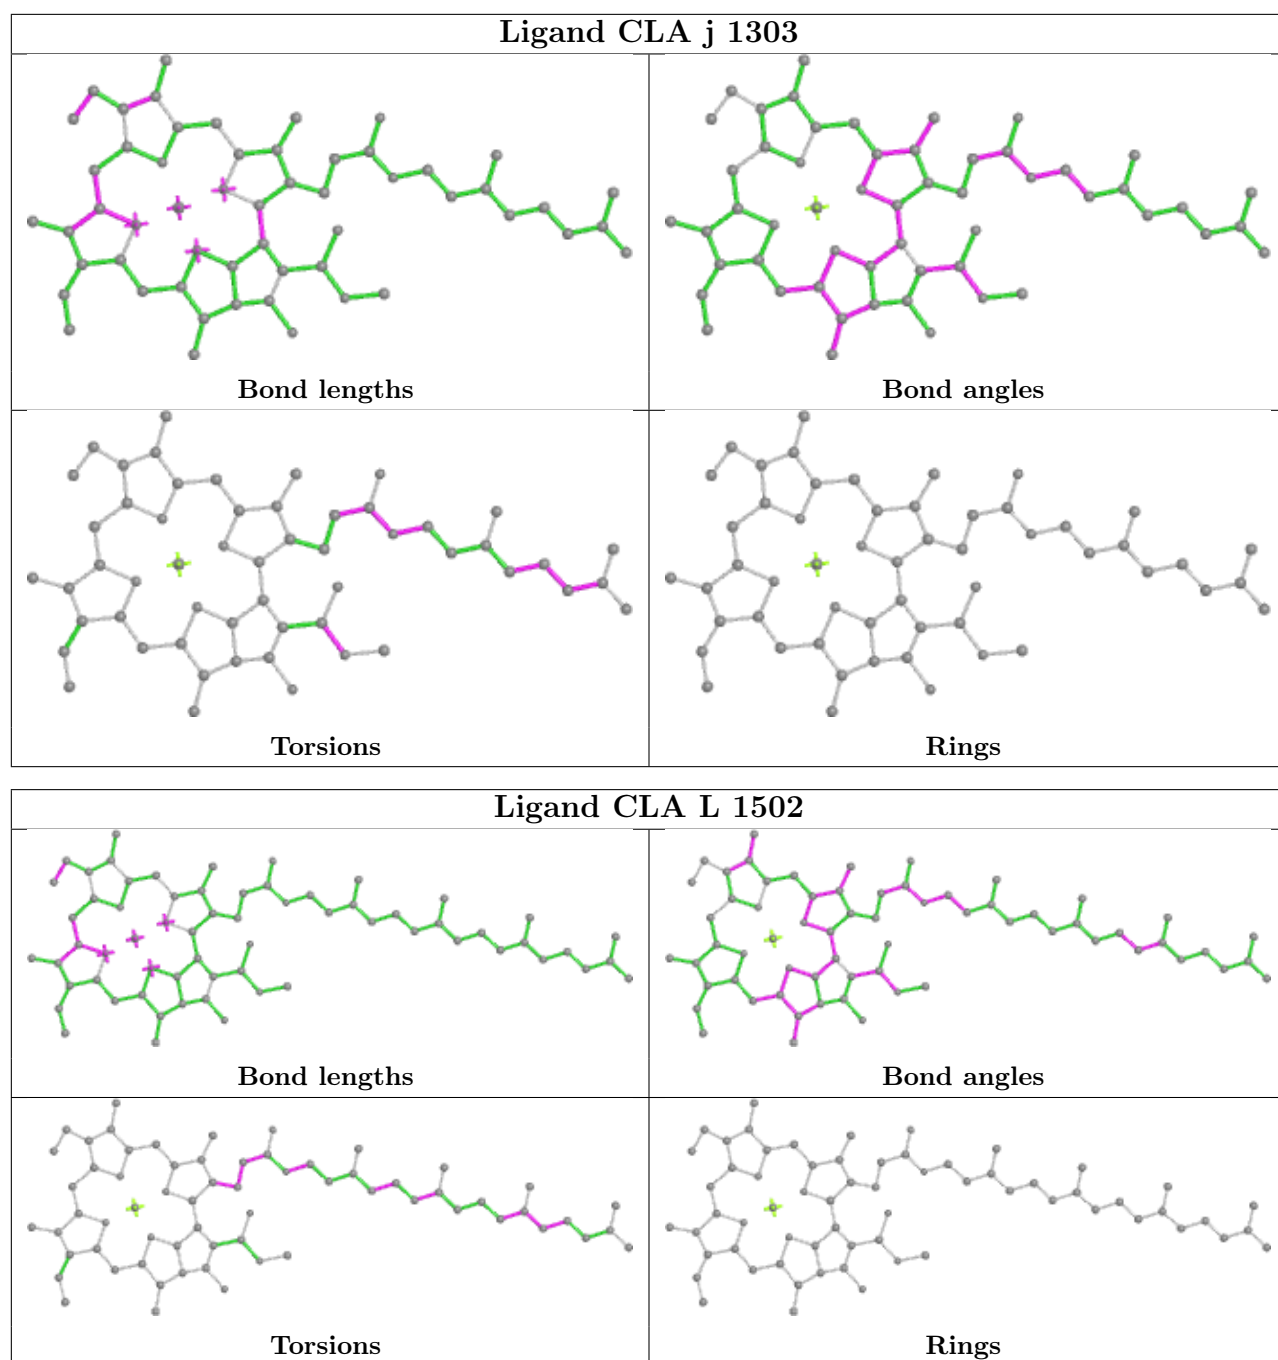 Ligand CLA j 1303
Bond lengths
Bond angles
Torsions
Rings
Ligand CLA L 1502
Bond lengths
Bond angles
Torsions
Rings